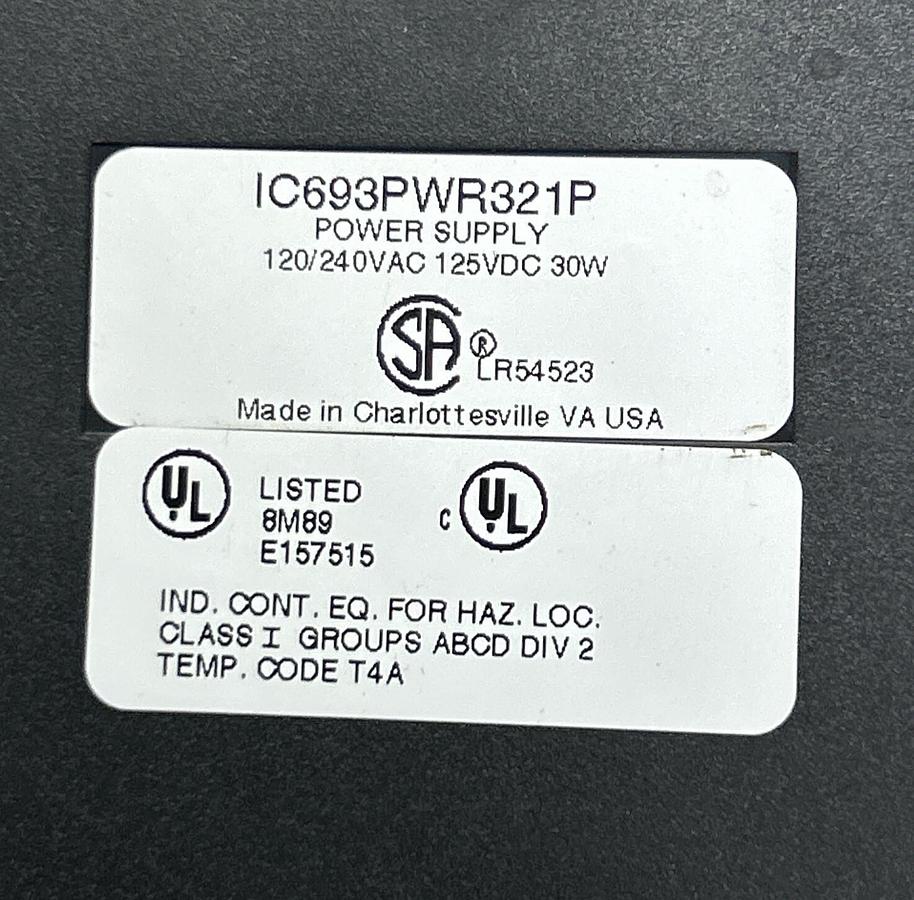 IC693PWR321P
POWER SUPPLY
120/240VAC 125VDC 30W
SA ® LR54523
Made in Charlottesville VA USA
UL LISTED
8M89
E157515
C UL
IND. CONT. EQ. FOR HAZ. LOC.
CLASS I GROUPS ABCD DIV 2
TEMP. CODE T4A